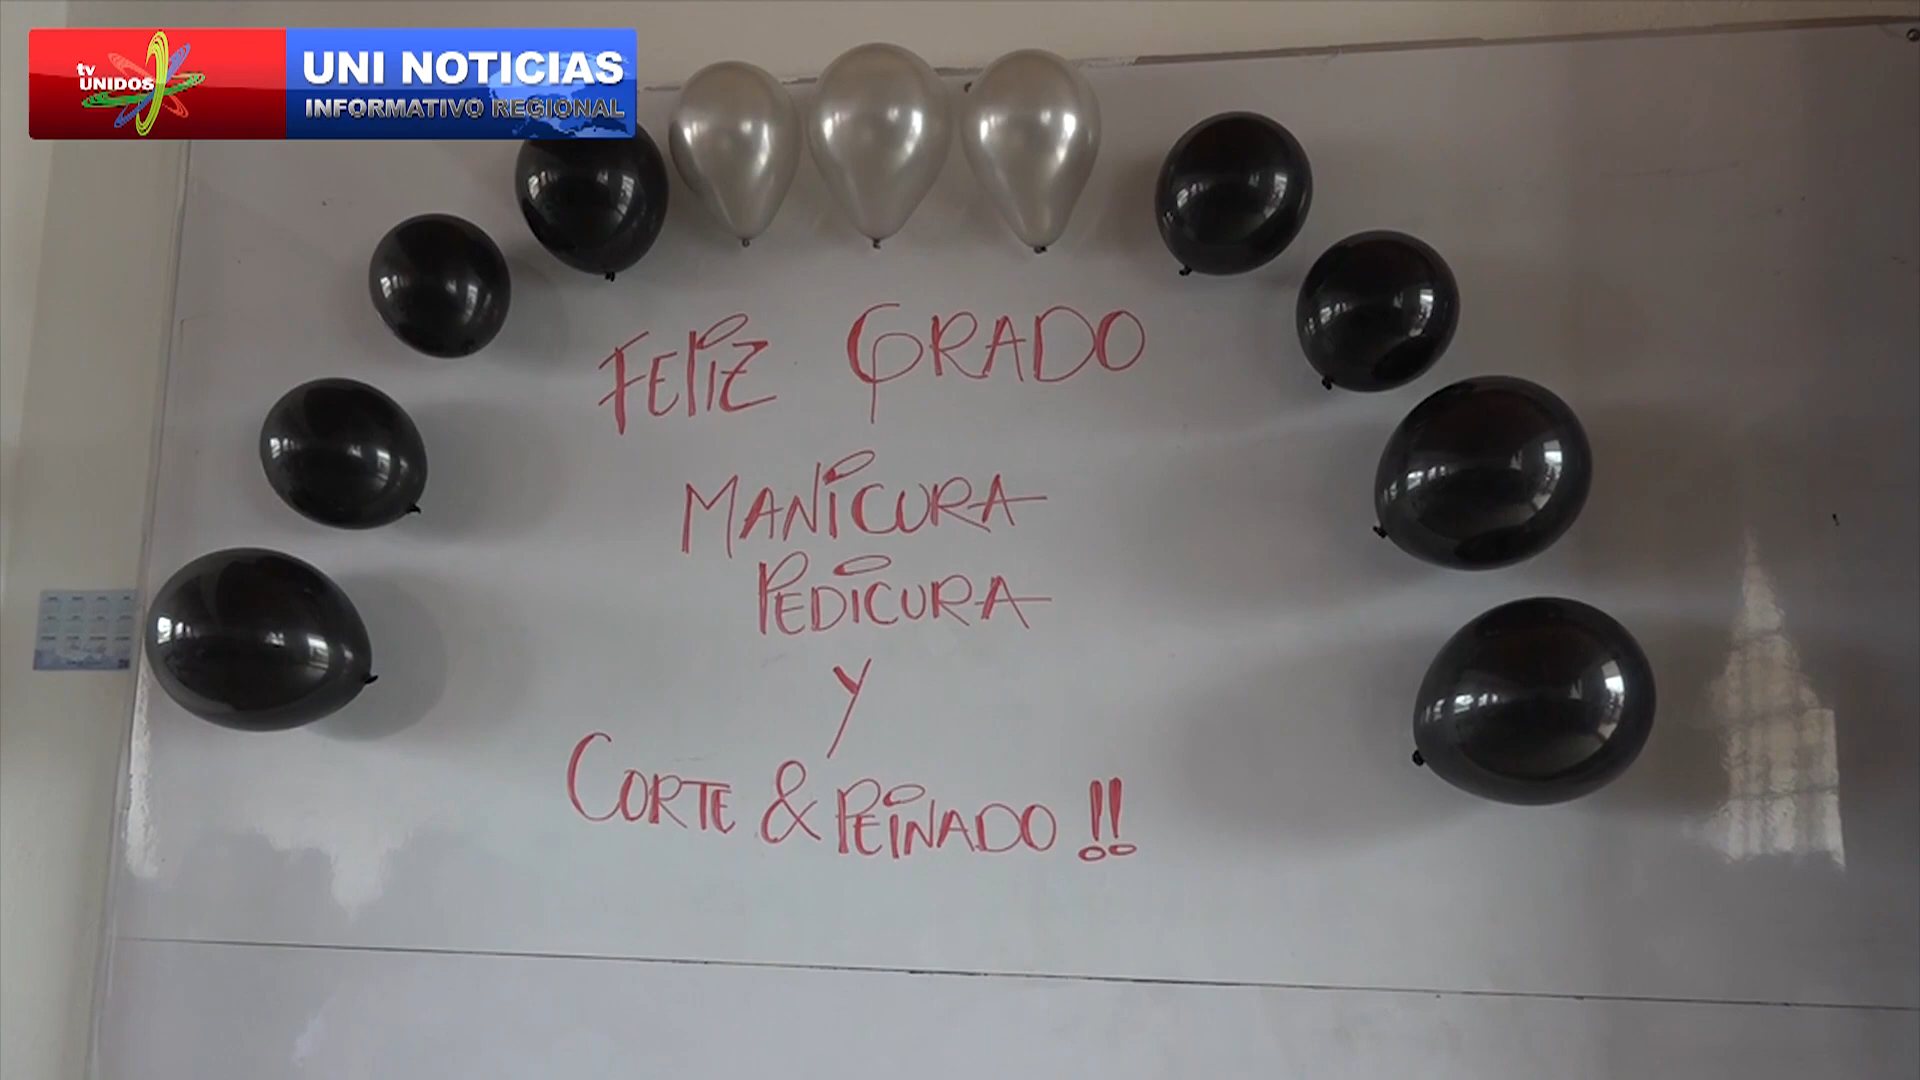 tv
UNIDOS
UNI NOTICIAS
INFORMATIVO REGIONAL
FELIZ GRADO
MANICURA
PEDICURA
Y
CORTE & PEINADO !!